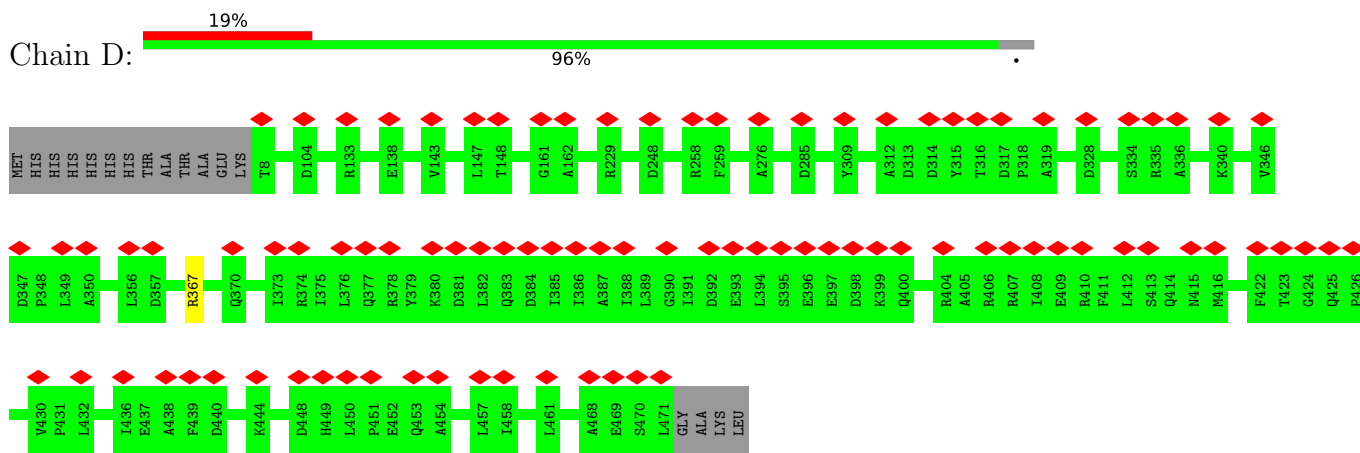 19%
Chain D:
96%
.
MET HIS HIS HIS HIS HIS HIS THR ALA THR ALA GLU LYS T8 D104 R133 E138 V143 L147 T148 G161 A162 R229 D248 R258 F259 A276 D285 Y309 A312 D313 D314 Y315 T316 D317 P318 A319 D328 S334 R335 A336 K340 V346
D347 P348 L349 A350 L356 D357 R367 Q370 I373 R374 I375 L376 Q377 R378 Y379 K380 D381 L382 Q383 D384 I385 I386 A387 I388 L389 G390 I391 D392 E393 L394 S395 E396 E397 D398 K399 Q400 R404 A405 R406 R407 I408 E409 R410 F411 L412 S413 Q414 N415 M416 F422 T423 G424 Q425 P426
V430 P431 L432 I436 E437 A438 F439 D440 K444 D448 H449 L450 P451 E452 Q453 A454 L457 I458 L461 A468 E469 S470 L471 GLY ALA LYS LEU